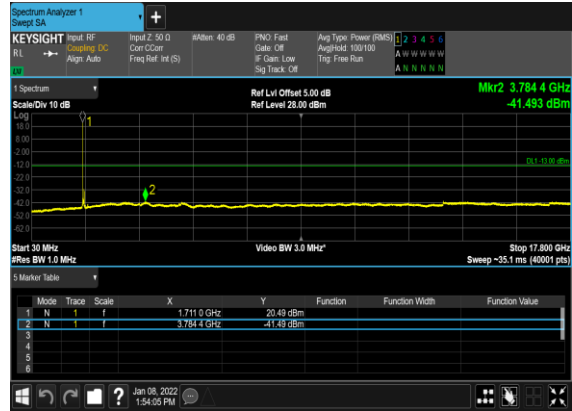 Spectrum Analyzer 1
Swept SA
+
KEYSIGHT Input: RF Input Z: 50 Ω #Atten: 40 dB PNO: Fast Avg Type: Power (RMS) 1 2 3 4 5 6
R L Coupling: DC Corr CCorr Gate: Off Avg|Hold: 100/100 A W W W W W
Align: Auto Freq Ref: Int (S) IF Gain: Low Trig: Free Run
Sig Track: Off A N N N N N
1 Spectrum Ref Lvl Offset 5.00 dB Mkr2 3.784 4 GHz
Scale/Div 10 dB Ref Level 28.00 dBm -41.493 dBm
Log
18.0
8.00
-2.00
-12.0
-22.0
-32.0
-42.0
-52.0
-62.0
1
2
DL1 -13.00 dBm
Start 30 MHz Video BW 3.0 MHz* Stop 17.800 GHz
#Res BW 1.0 MHz Sweep ~35.1 ms (40001 pts)
5 Marker Table
Mode Trace Scale X Y Function Function Width Function Value
1 N 1 f 1.711 0 GHz 20.49 dBm
2 N 1 f 3.784 4 GHz -41.49 dBm
3
4
5
6
? Jan 08, 2022
1:54:05 PM